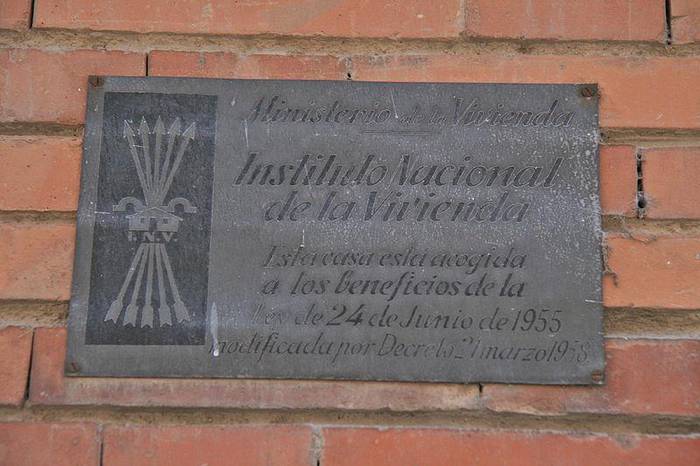 Ministerio de la Vivienda
Instituto Nacional
de la Vivienda
I.N.V.
Esta casa esta acogida
a los beneficios de la
Ley de 24 de Junio de 1955
modificada por Decreto 21 marzo 1958